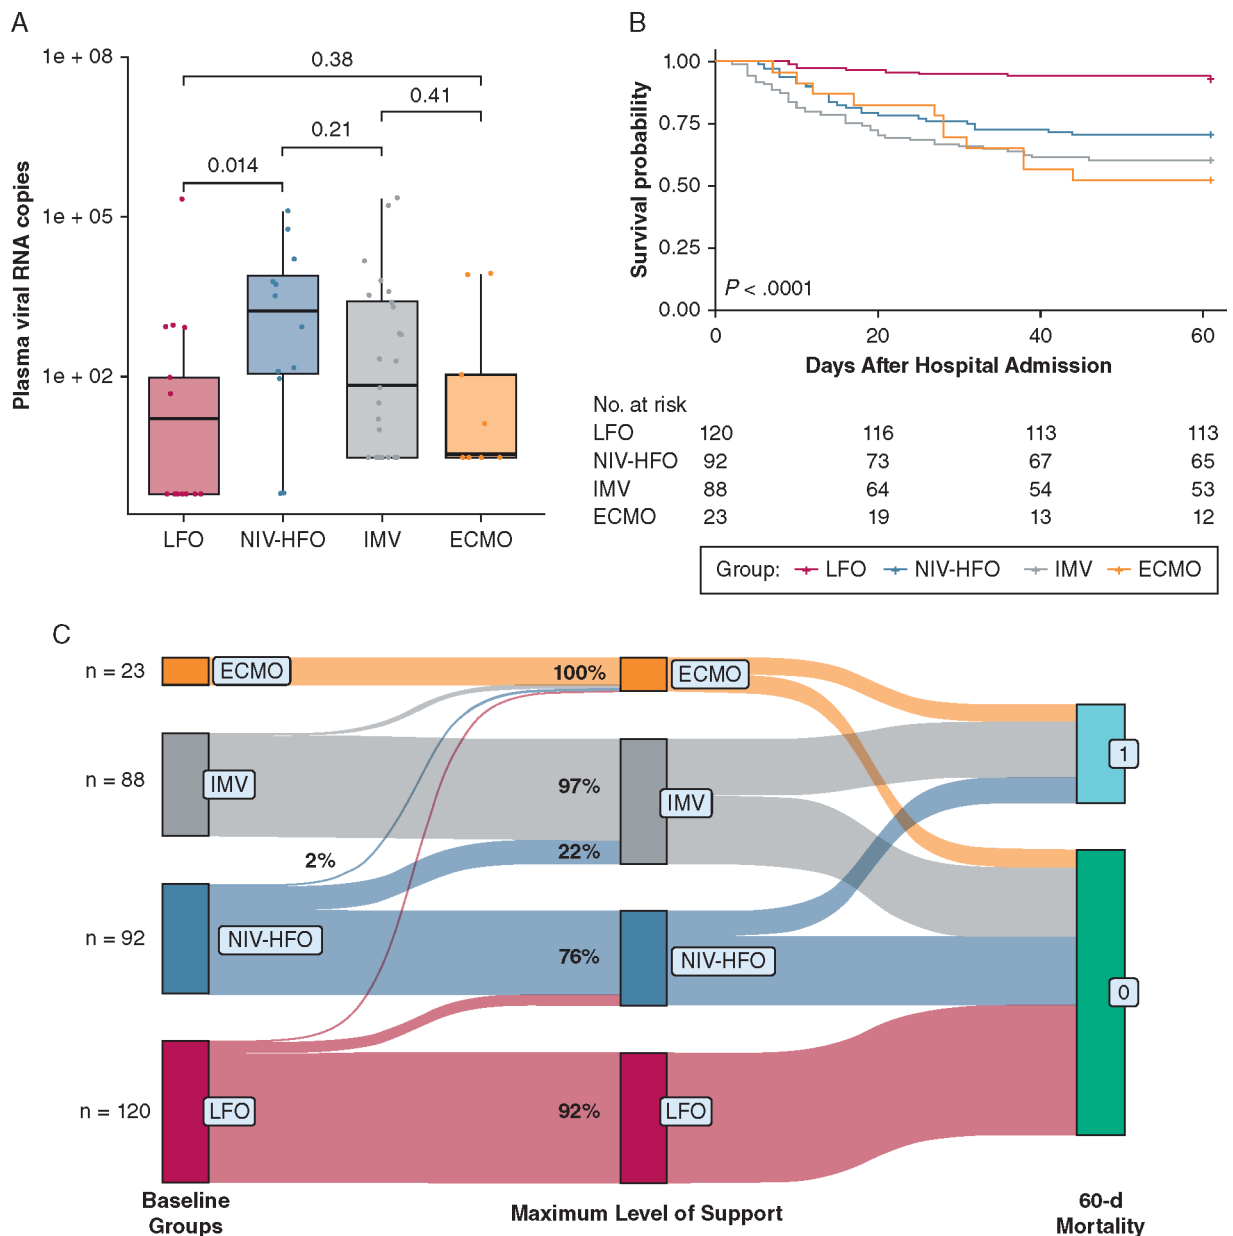 A
Plasma viral RNA copies
1e + 08
1e + 05
1e + 02
0.38
0.41
0.21
0.014
LFO NIV-HFO IMV ECMO
B
Survival probability
1.00
0.75
0.50
0.25
0.00
P < .0001
0 20 40 60
Days After Hospital Admission
No. at risk
LFO 120 116 113 113
NIV-HFO 92 73 67 65
IMV 88 64 54 53
ECMO 23 19 13 12
Group: LFO NIV-HFO IMV ECMO
C
n = 23 ECMO 100% ECMO
n = 88 IMV 97% IMV
1
22%
2%
n = 92 NIV-HFO 76% NIV-HFO
0
n = 120 LFO 92% LFO
Baseline
Groups
Maximum Level of Support
60-d
Mortality